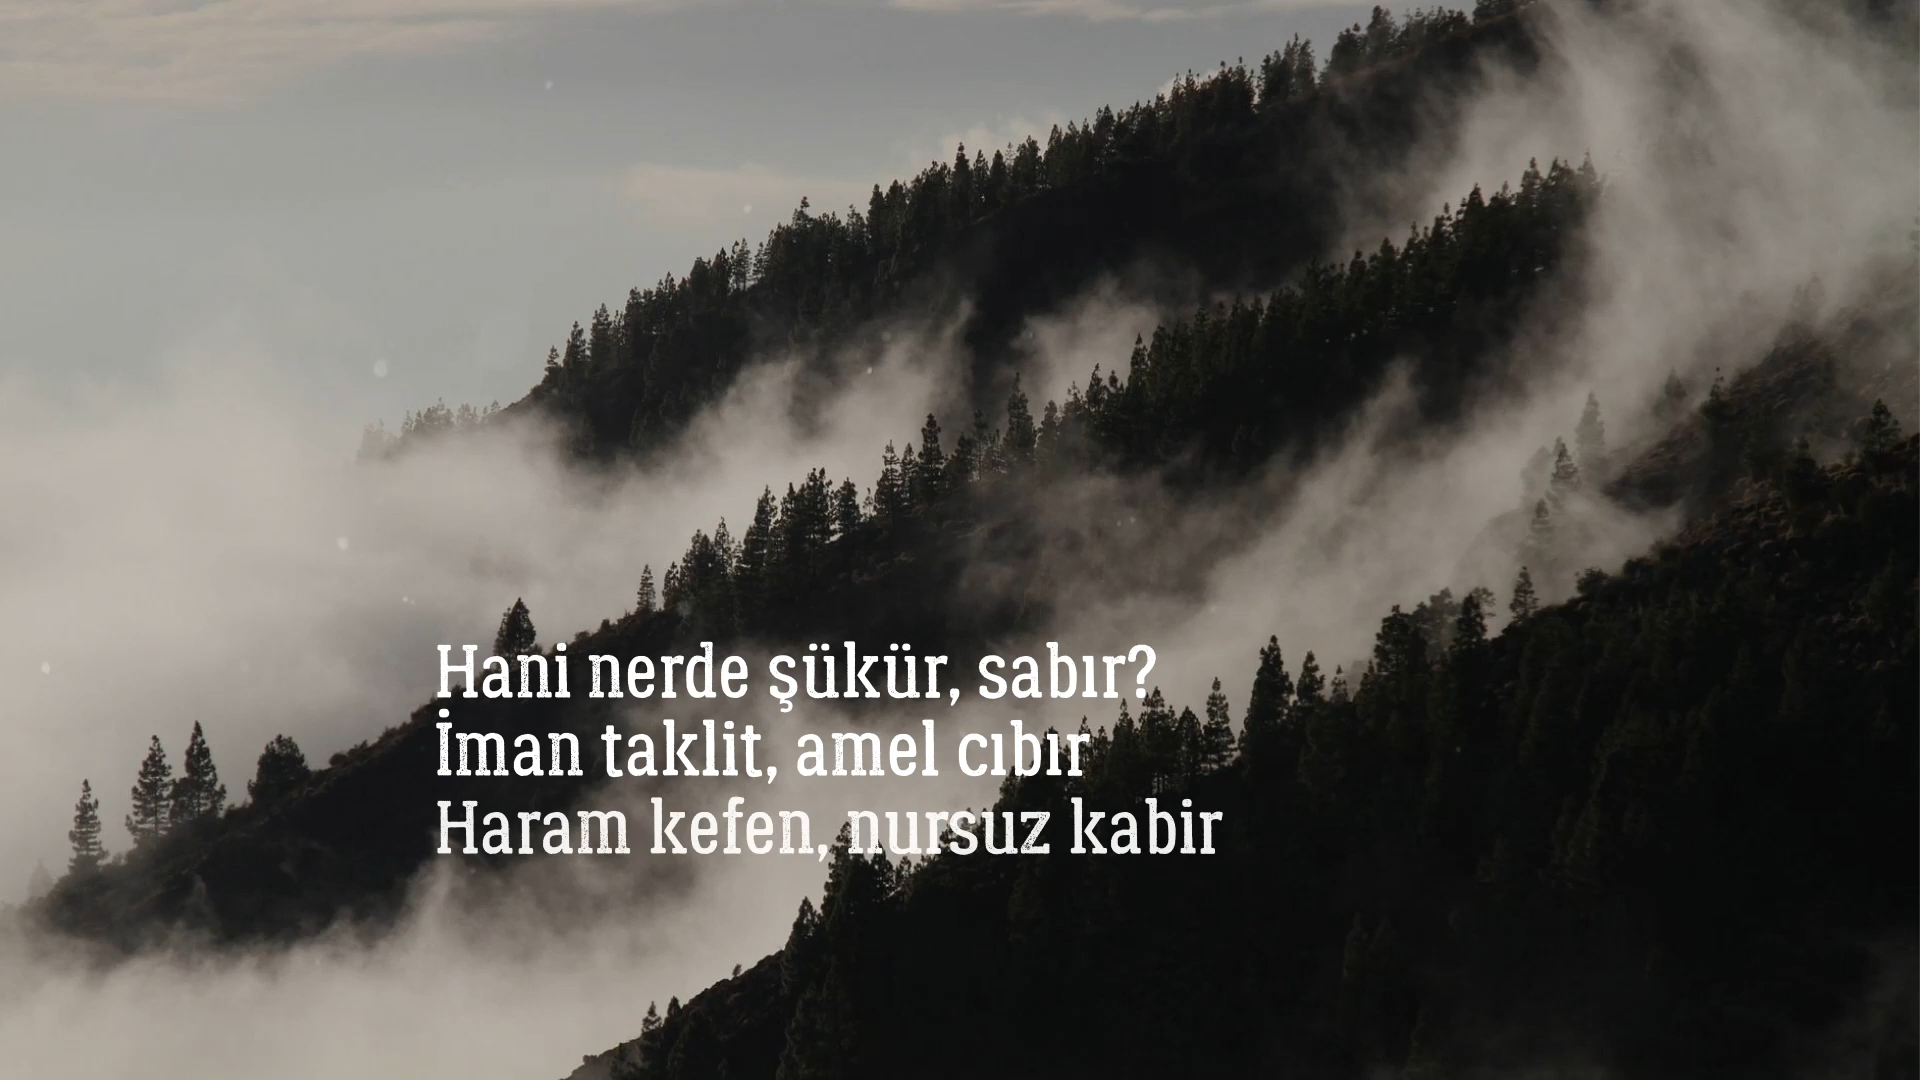 Hani nerde şükür, sabır?
İman taklit, amel cıbır
Haram kefen, nursuz kabir